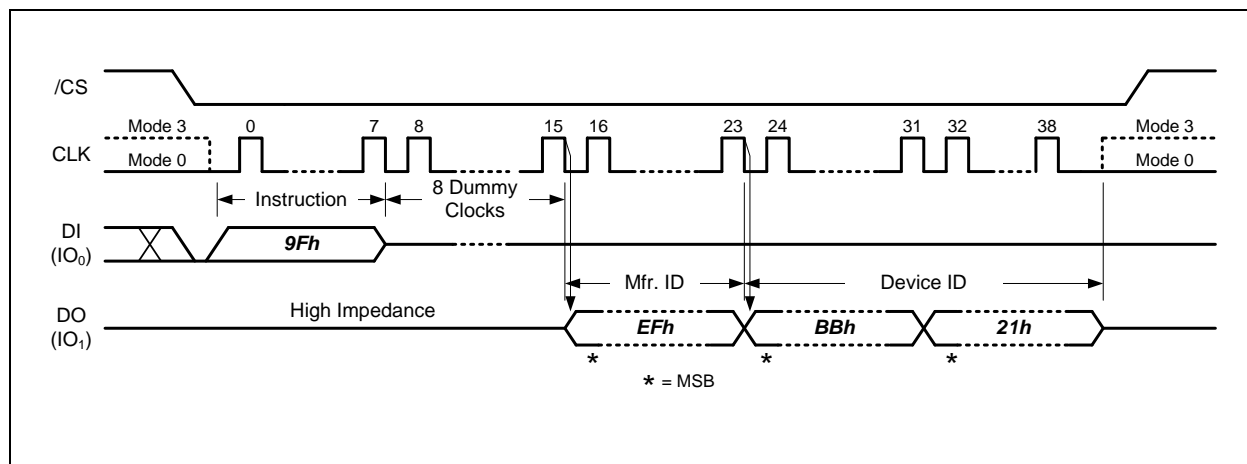 /CS
Mode 3 0 7 8 15 16 23 24 31 32 38 Mode 3
CLK
Mode 0 Mode 0
Instruction 8 Dummy
Clocks
DI
(IO0)
9Fh
Mfr. ID Device ID
DO
(IO1)
High Impedance
EFh BBh 21h
* * *
* = MSB